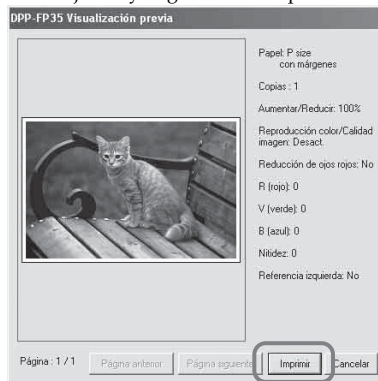 DPP-FP35 Visualización previa
Papel: P size
con márgenes
Copias : 1
Aumentar/Reducir: 100%
Reproducción color/Calidad
imagen: Desact.
Reducción de ojos rojos: No
R (rojo): 0
V (verde): 0
B (azul): 0
Nitidez: 0
Referencia izquierda: No
Página : 1 / 1
Página anterior
Página siguiente
Imprimir
Cancelar